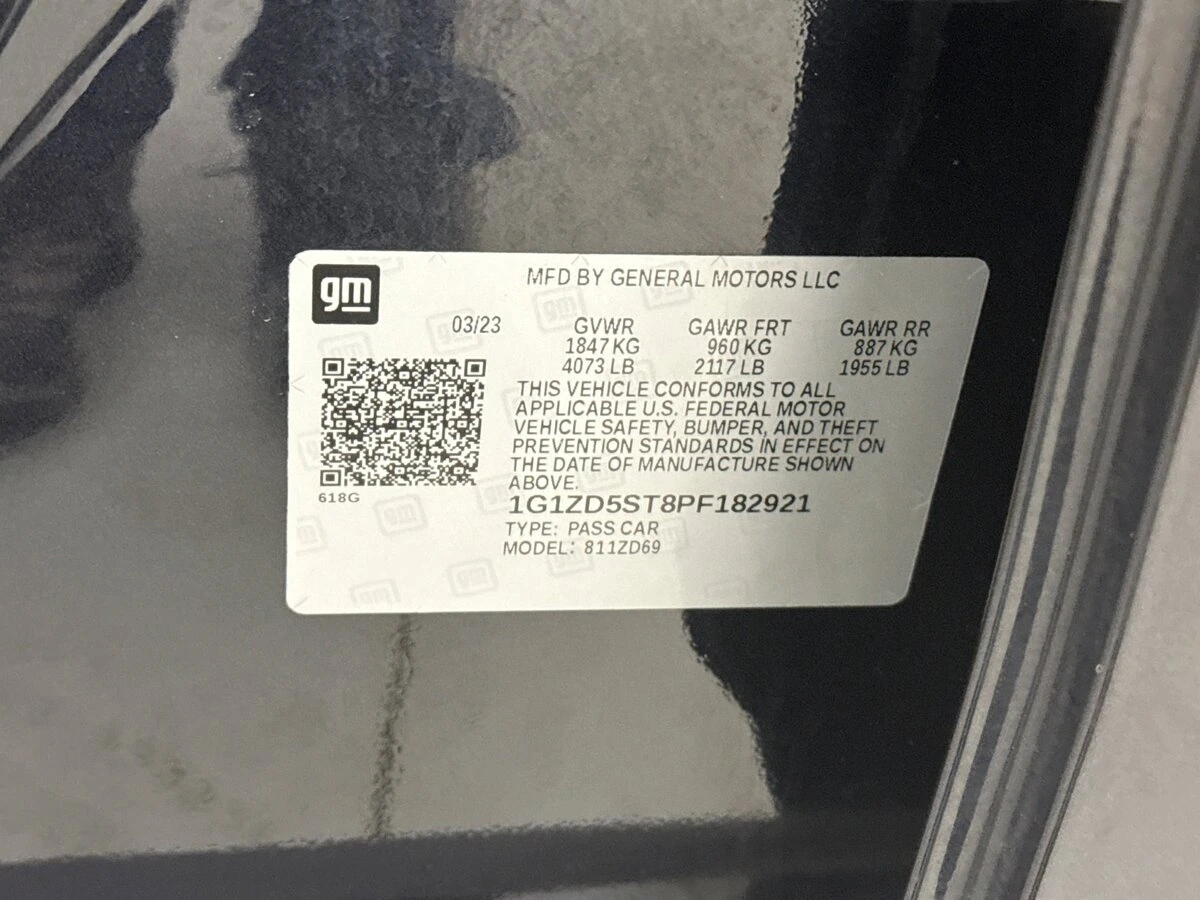 gm
MFD BY GENERAL MOTORS LLC
03/23 GVWR GAWR FRT GAWR RR
1847 KG 960 KG 887 KG
4073 LB 2117 LB 1955 LB
THIS VEHICLE CONFORMS TO ALL
APPLICABLE U.S. FEDERAL MOTOR
VEHICLE SAFETY, BUMPER, AND THEFT
PREVENTION STANDARDS IN EFFECT ON
THE DATE OF MANUFACTURE SHOWN
ABOVE.
618G
1G1ZD5ST8PF182921
TYPE: PASS CAR
MODEL: 811ZD69